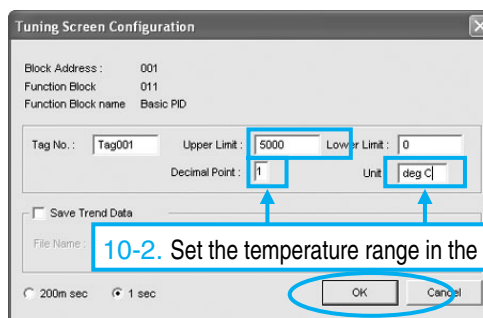 Tuning Screen Configuration
Block Address : 001
Function Block 011
Function Block name Basic PID
Tag No. : Tag001 Upper Limit : 5000 Lower Limit : 0
Decimal Point : 1 Unit deg C
Save Trend Data
File Name :
10-2. Set the temperature range in the
200m sec 1 sec OK Cancel